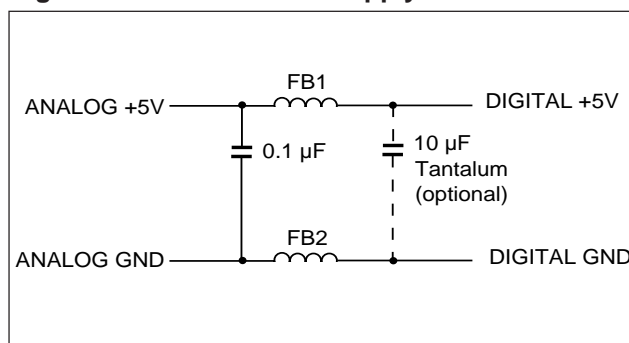 FB1
ANALOG +5V
DIGITAL +5V
0.1 µF
10 µF
Tantalum
(optional)
FB2
ANALOG GND
DIGITAL GND